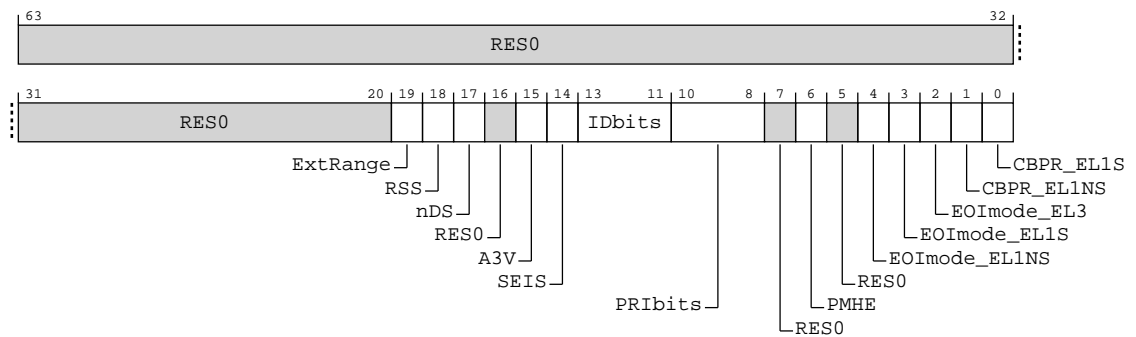 63 32
RES0
31 20 19 18 17 16 15 14 13 11 10 8 7 6 5 4 3 2 1 0
RES0 IDbits
ExtRange CBPR_EL1S
RSS CBPR_EL1NS
nDS EOImode_EL3
RES0 EOImode_EL1S
A3V EOImode_EL1NS
SEIS RES0
PRIbits PMHE
RES0